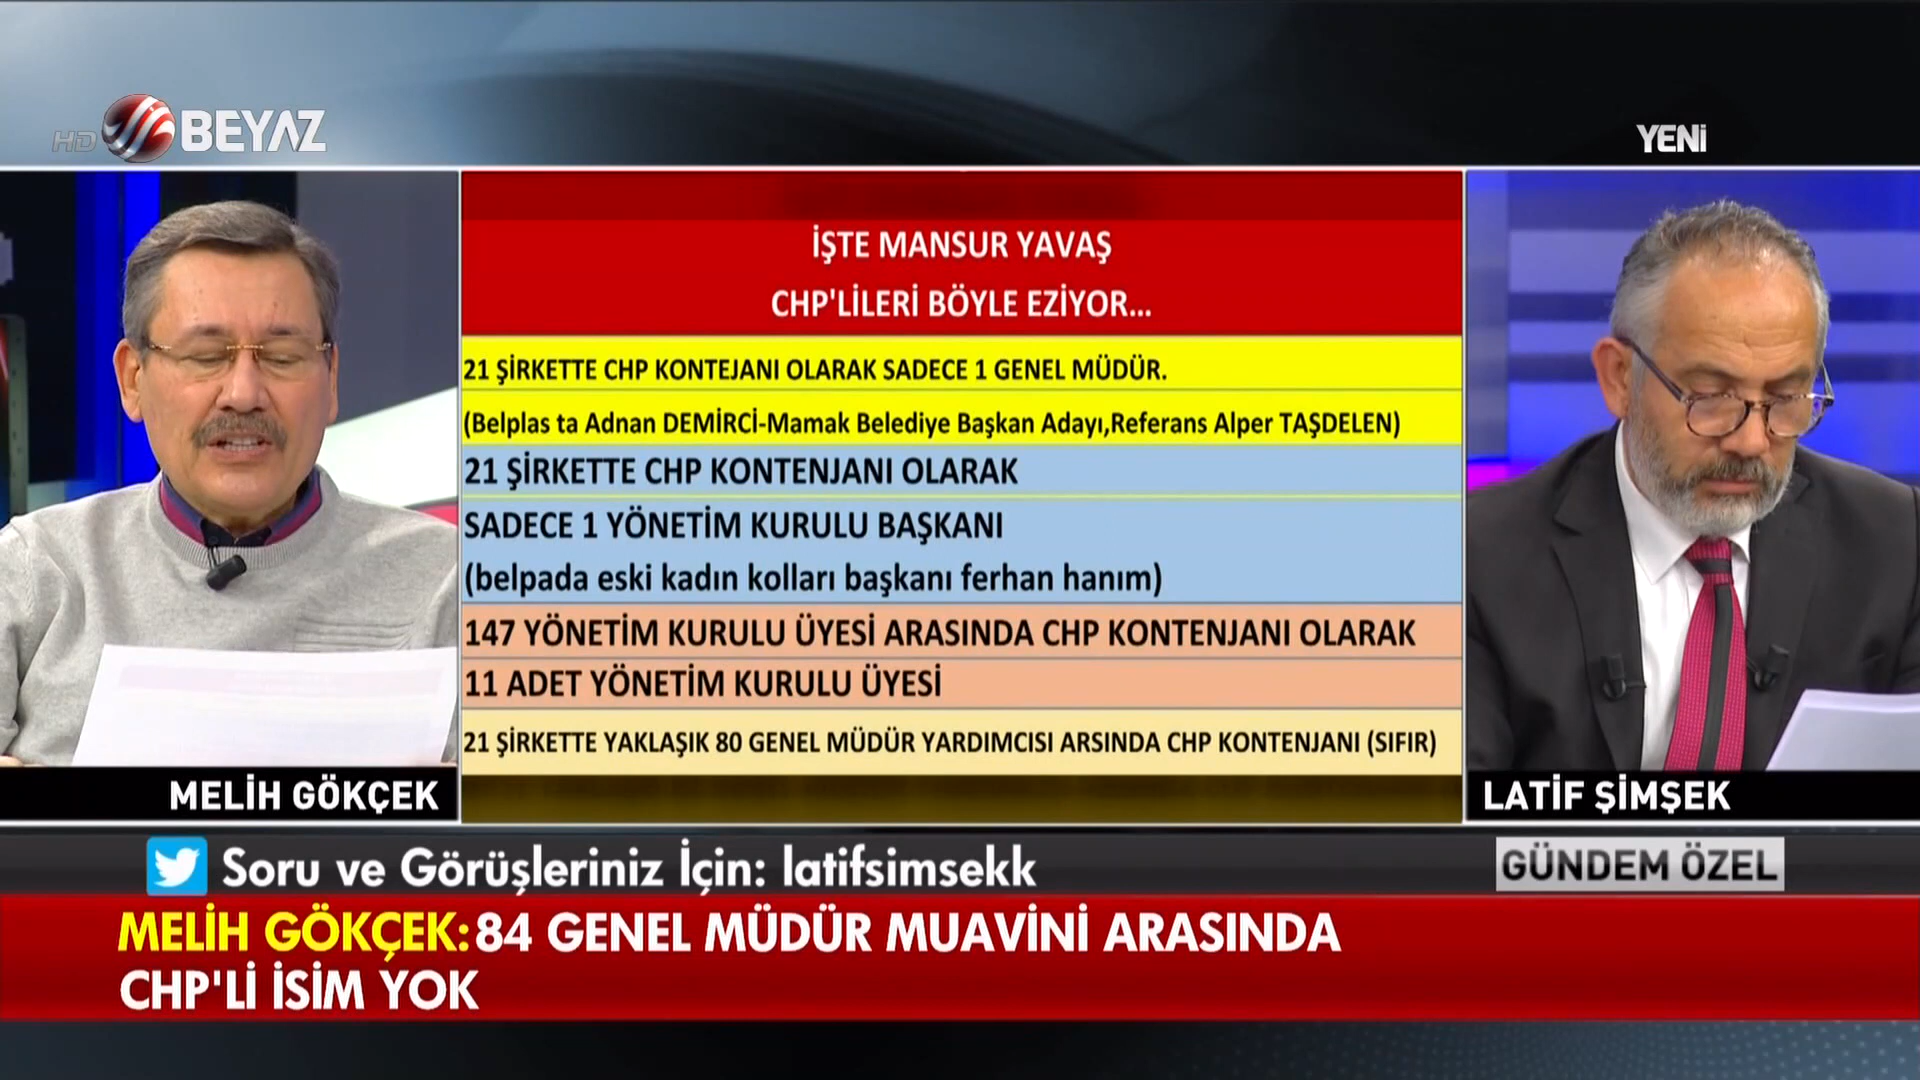 HD BEYAZ
YENİ
İŞTE MANSUR YAVAŞ
CHP'LİLERİ BÖYLE EZİYOR...
21 ŞİRKETTE CHP KONTEJANI OLARAK SADECE 1 GENEL MÜDÜR.
(Belplas ta Adnan DEMİRCİ-Mamak Belediye Başkan Adayı,Referans Alper TAŞDELEN)
21 ŞİRKETTE CHP KONTENJANI OLARAK
SADECE 1 YÖNETİM KURULU BAŞKANI
(belpada eski kadın kolları başkanı ferhan hanım)
147 YÖNETİM KURULU ÜYESİ ARASINDA CHP KONTENJANI OLARAK
11 ADET YÖNETİM KURULU ÜYESİ
21 ŞİRKETTE YAKLAŞIK 80 GENEL MÜDÜR YARDIMCISI ARSINDA CHP KONTENJANI (SIFIR)
MELİH GÖKÇEK
LATİF ŞİMŞEK
Soru ve Görüşleriniz İçin: latifsimsekk
GÜNDEM ÖZEL
MELİH GÖKÇEK: 84 GENEL MÜDÜR MUAVİNİ ARASINDA
CHP'Lİ İSİM YOK